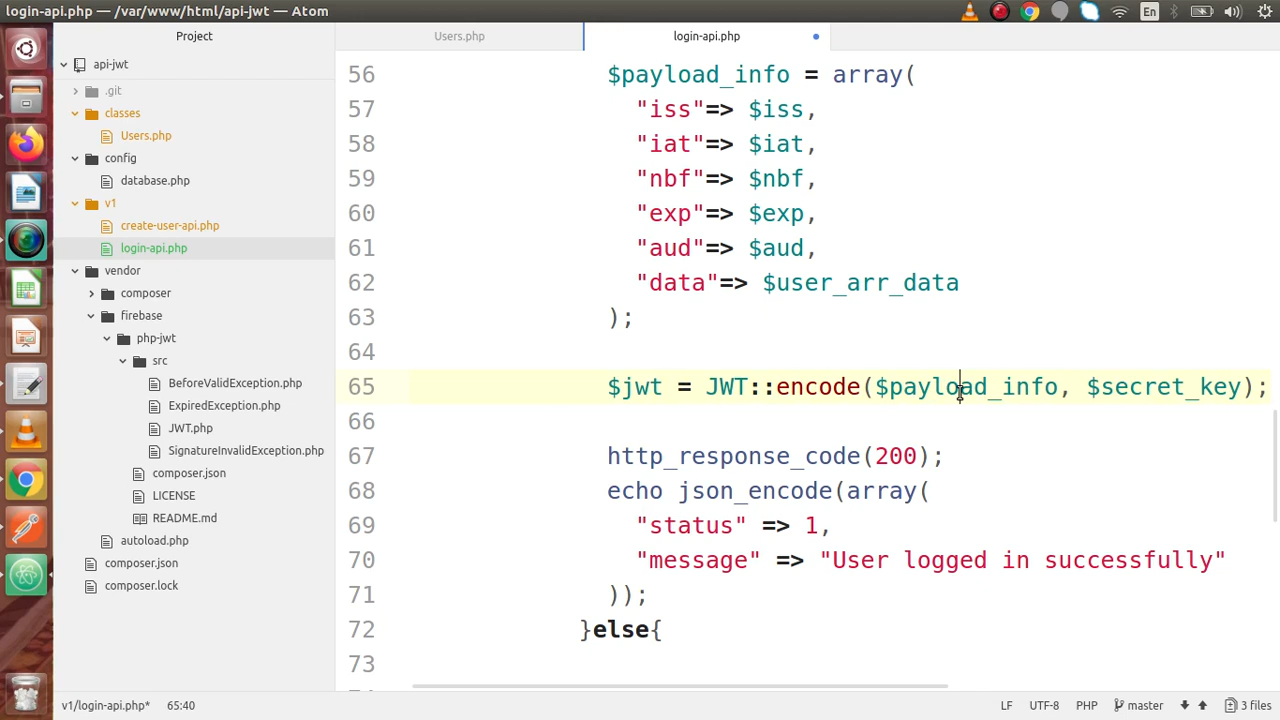 login-api.php — /var/www/html/api-jwt — Atom
En
Project
Users.php
login-api.php
api-jwt
.git
classes
Users.php
config
database.php
v1
create-user-api.php
login-api.php
vendor
composer
firebase
php-jwt
src
BeforeValidException.php
ExpiredException.php
JWT.php
SignatureInvalidException.php
composer.json
LICENSE
README.md
autoload.php
composer.json
composer.lock
56 $payload_info = array(
57 "iss"=> $iss,
58 "iat"=> $iat,
59 "nbf"=> $nbf,
60 "exp"=> $exp,
61 "aud"=> $aud,
62 "data"=> $user_arr_data
63 );
64
65 $jwt = JWT::encode($payload_info, $secret_key);
66
67 http_response_code(200);
68 echo json_encode(array(
69 "status" => 1,
70 "message" => "User logged in successfully"
71 ));
72 }else{
73
v1/login-api.php* 65:40 LF UTF-8 PHP master 3 files